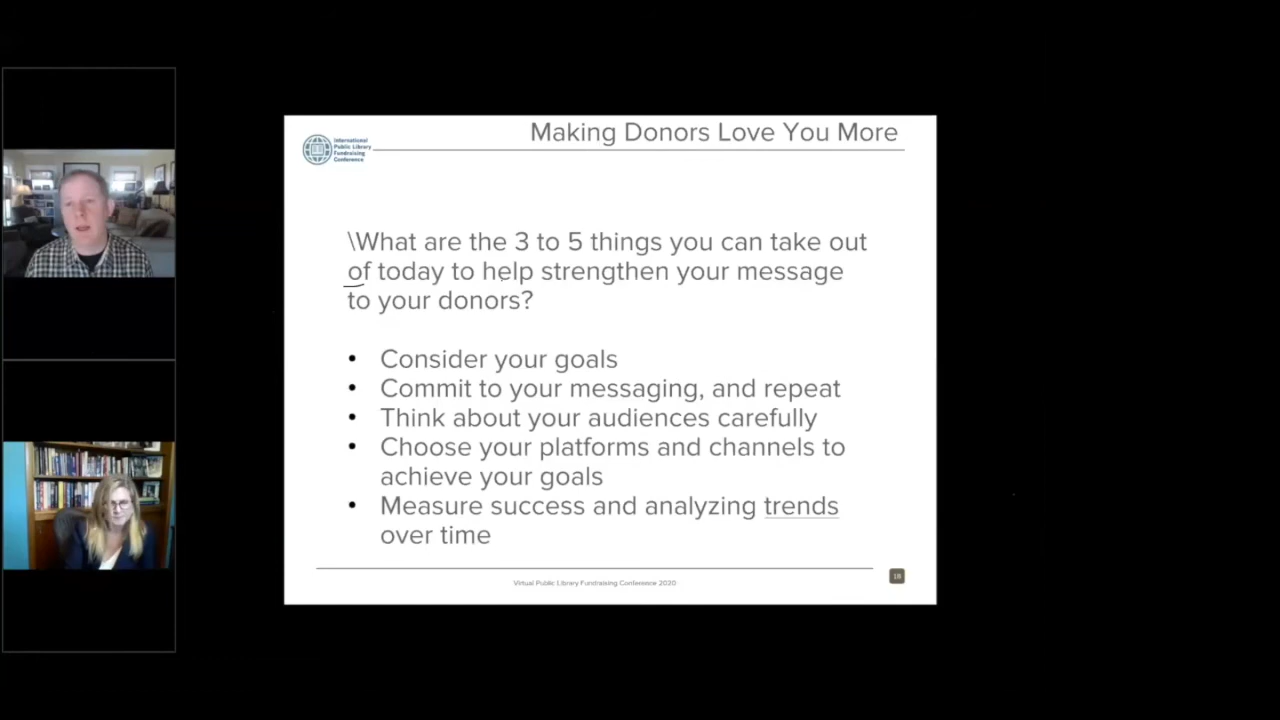 International
Public Library
Fundraising
Conference
Making Donors Love You More
\What are the 3 to 5 things you can take out
of today to help strengthen your message
to your donors?
• Consider your goals
• Commit to your messaging, and repeat
• Think about your audiences carefully
• Choose your platforms and channels to
achieve your goals
• Measure success and analyzing trends
over time
Virtual Public Library Fundraising Conference 2020
18